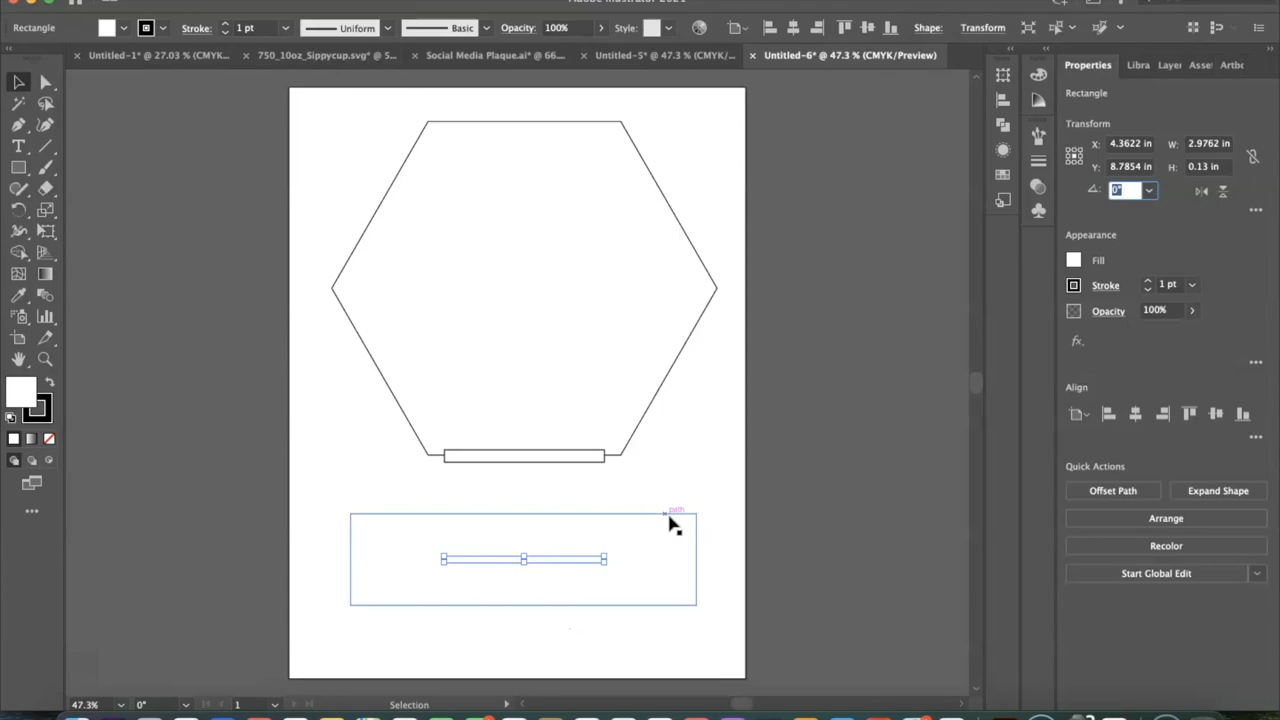 Rectangle
Stroke: 1 pt Uniform Basic Opacity: 100% Style: Shape: Transform
Untitled-1* @ 27.03 % (CMYK... 750_10oz_Sippycup.svg* @ 5... Social Media Plaque.ai* @ 66.... Untitled-5* @ 47.3 % (CMYK/... Untitled-6* @ 47.3 % (CMYK/Preview)
Properties Libra Layer Asse Artbo
Rectangle
Transform
X: 4.3622 in W: 2.9762 in
Y: 8.7854 in H: 0.13 in
0°
Appearance
Fill
Stroke 1 pt
Opacity 100%
fx.
Align
Quick Actions
Offset Path Expand Shape
Arrange
Recolor
Start Global Edit
path
47.3% 0° 1 Selection